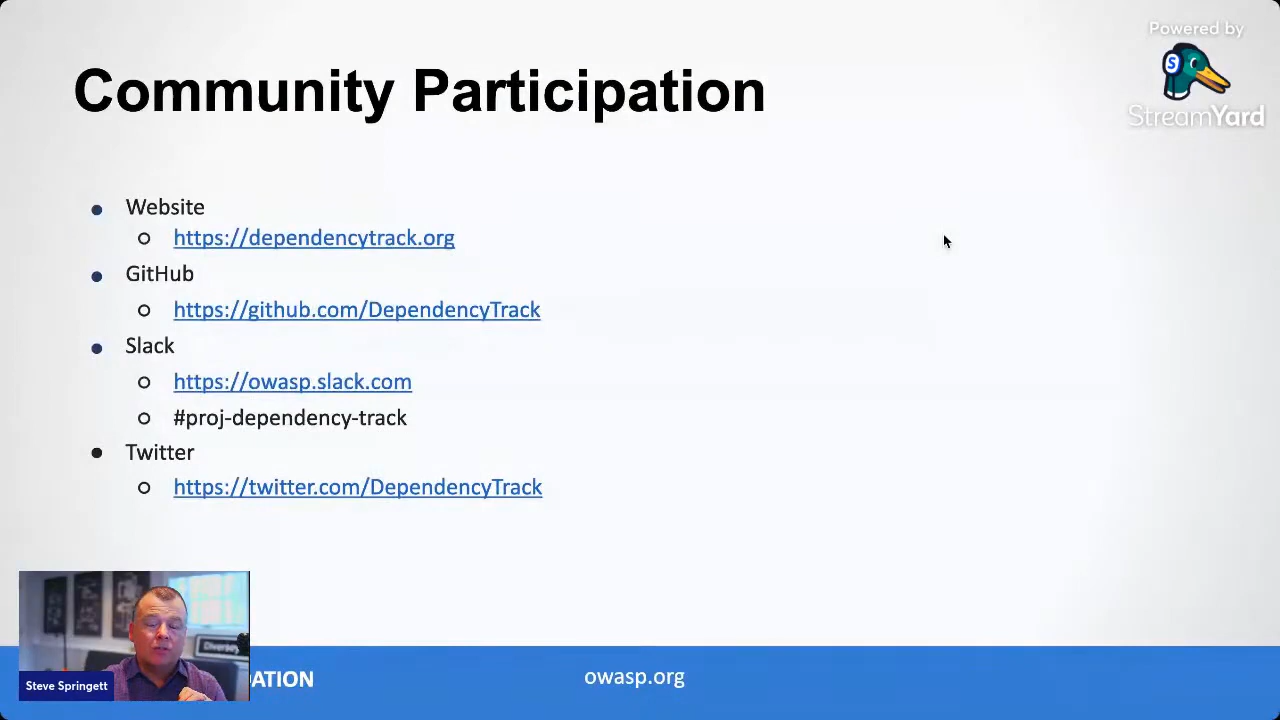 Powered by
StreamYard
Community Participation
Website
https://dependencytrack.org
GitHub
https://github.com/DependencyTrack
Slack
https://owasp.slack.com
#proj-dependency-track
Twitter
https://twitter.com/DependencyTrack
Steve Springett
DATION
owasp.org